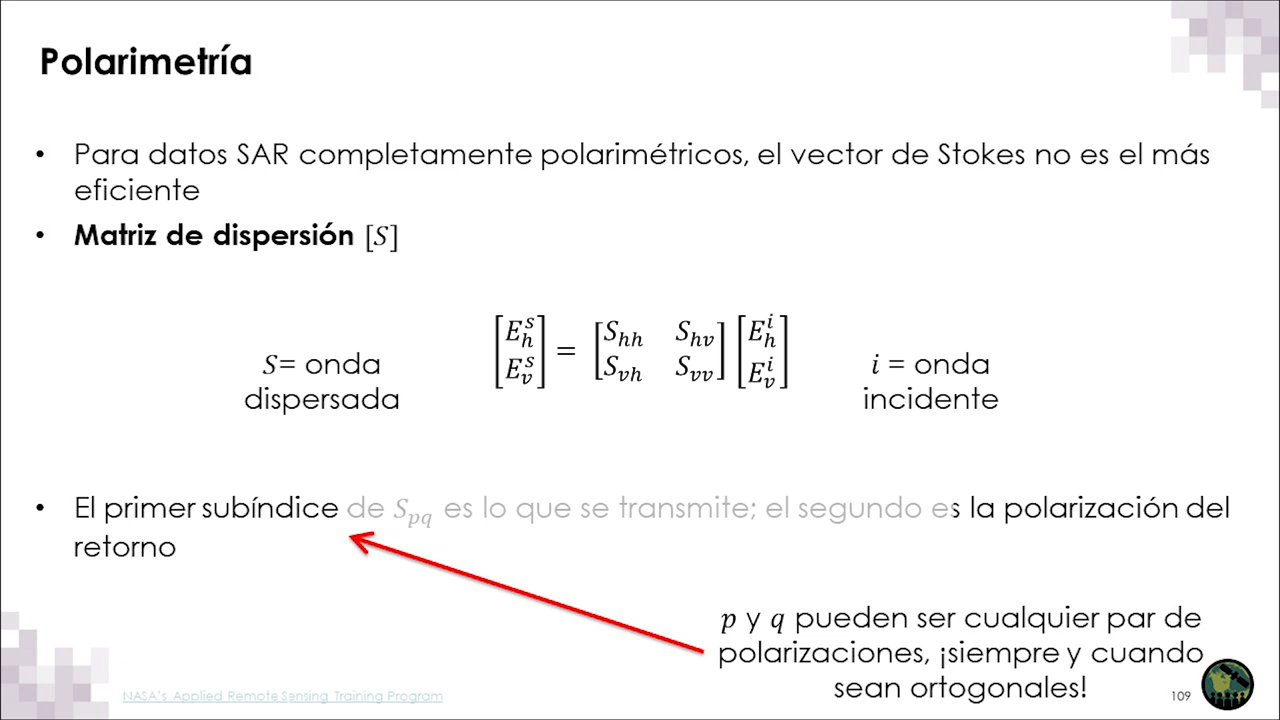 Polarimetría
• Para datos SAR completamente polarimétricos, el vector de Stokes no es el más
eficiente
• Matriz de dispersión [S]
[E_h^s; E_v^s] = [S_hh S_hv; S_vh S_vv] [E_h^i; E_v^i]
S= onda
dispersada
i = onda
incidente
• El primer subíndice de S_pq es lo que se transmite; el segundo es la polarización del
retorno
p y q pueden ser cualquier par de
polarizaciones, ¡siempre y cuando
sean ortogonales!
NASA's Applied Remote Sensing Training Program
109